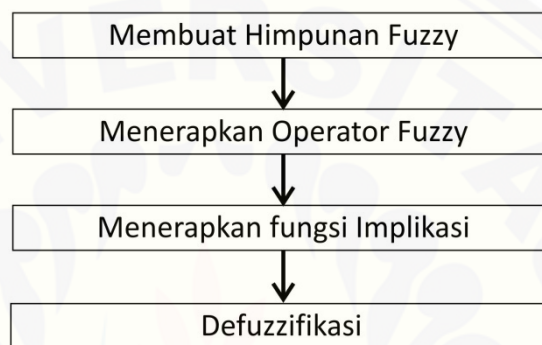 Membuat Himpunan Fuzzy
Menerapkan Operator Fuzzy
Menerapkan fungsi Implikasi
Defuzzifikasi